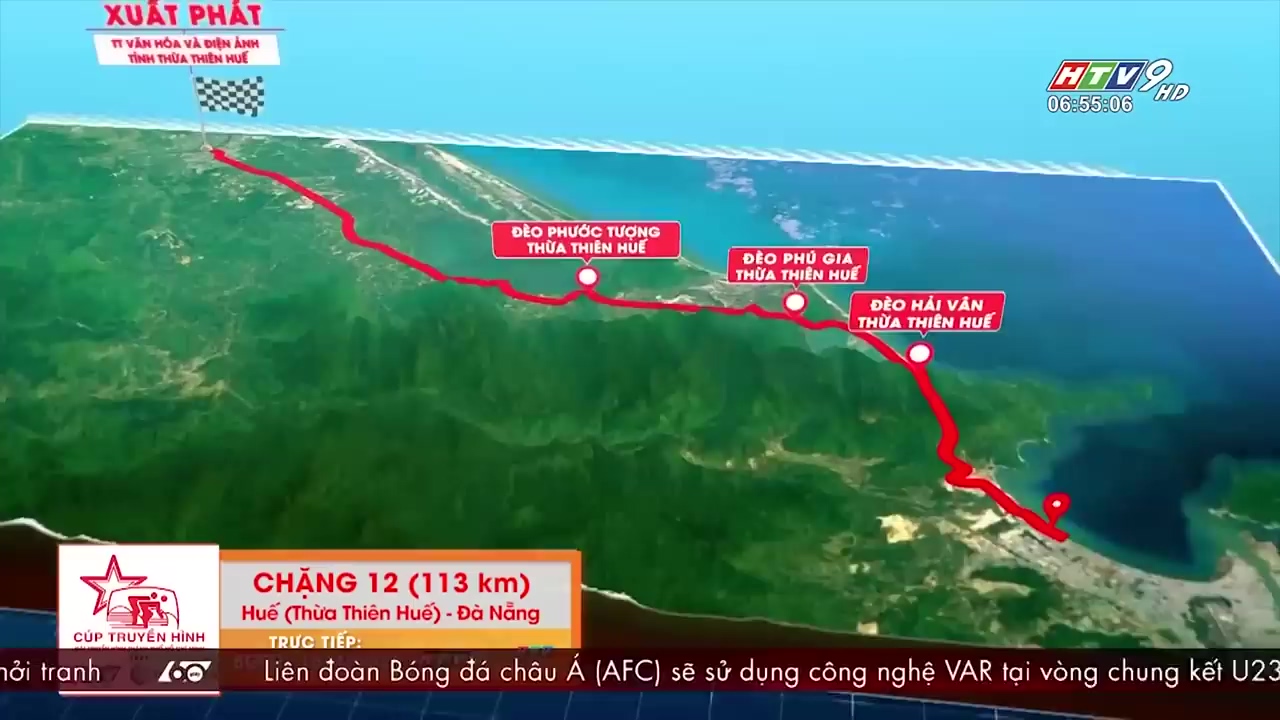 XUẤT PHÁT
TT VĂN HÓA VÀ ĐIỆN ẢNH
TỈNH THỪA THIÊN HUẾ
HTV9
HD
06:55:06
ĐÈO PHƯỚC TƯỢNG
THỪA THIÊN HUẾ
ĐÈO PHÚ GIA
THỪA THIÊN HUẾ
ĐÈO HẢI VÂN
THỪA THIÊN HUẾ
CHẶNG 12 (113 km)
Huế (Thừa Thiên Huế) - Đà Nẵng
CÚP TRUYỀN HÌNH
TRỰC TIẾP:
hởi tranh
60 Liên đoàn Bóng đá châu Á (AFC) sẽ sử dụng công nghệ VAR tại vòng chung kết U23